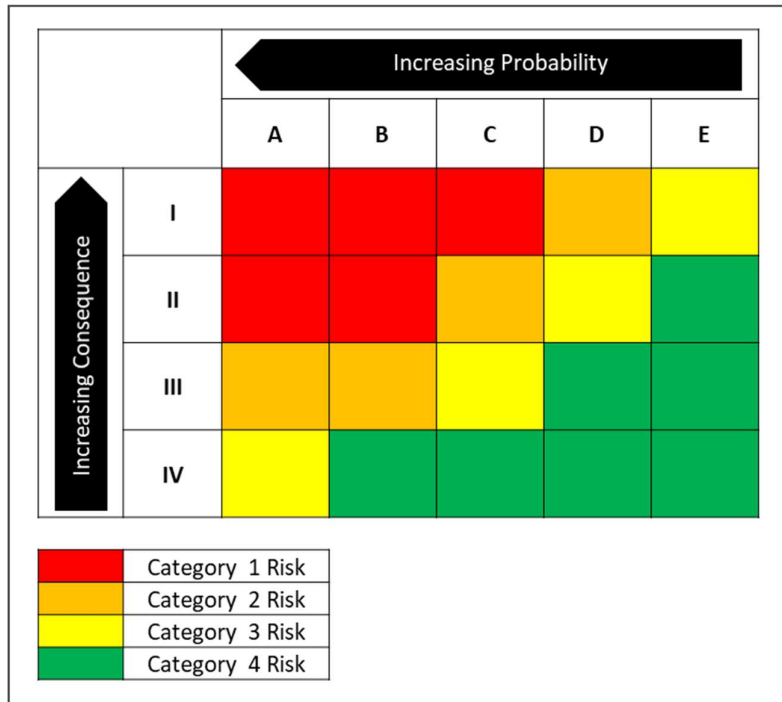 Increasing Probability
A B C D E
Increasing Consequence
I
II
III
IV
Category 1 Risk
Category 2 Risk
Category 3 Risk
Category 4 Risk